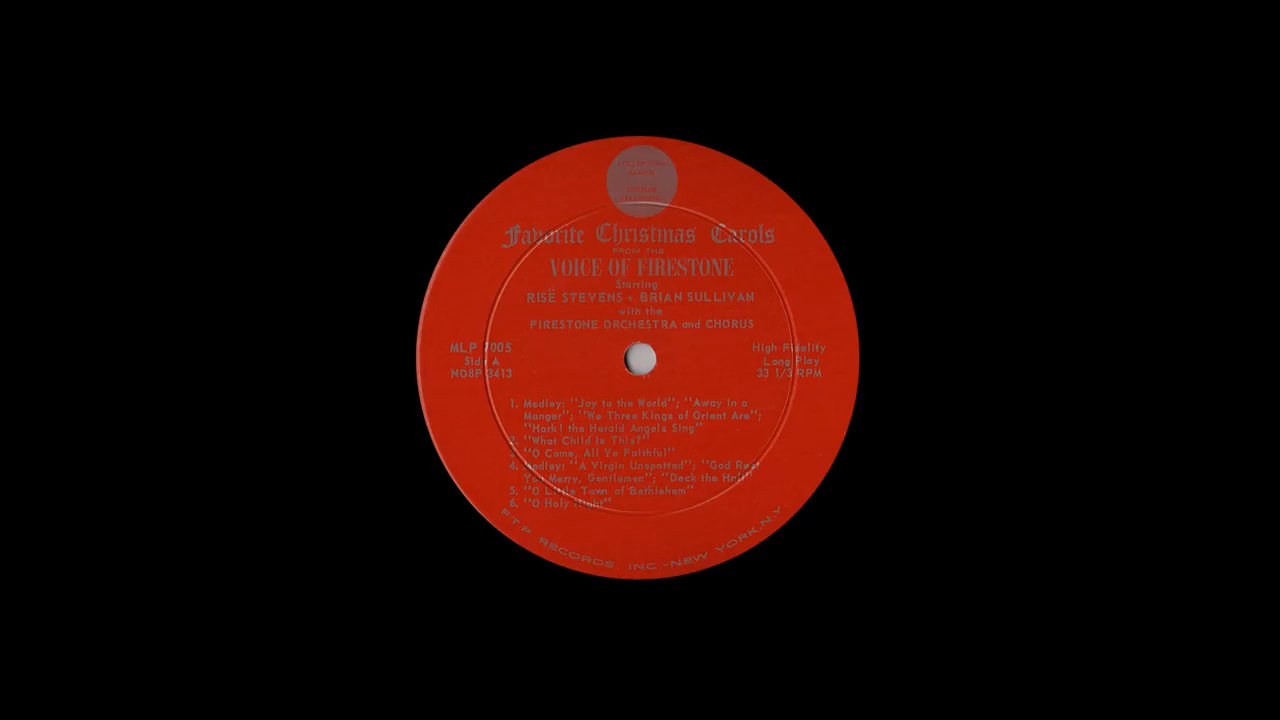 Favorite Christmas Carols
FROM THE
VOICE OF FIRESTONE
Starring
RISË STEVENS • BRIAN SULLIVAN
with the
FIRESTONE ORCHESTRA and CHORUS
MLP 7005
Side A
NO8P 3413
High Fidelity
Long Play
33 1/3 RPM
1. Medley: "Joy to the World"; "Away in a
Manger"; "We Three Kings of Orient Are";
"Hark! the Herald Angels Sing"
2. "What Child Is This?"
3. "O Come, All Ye Faithful"
4. Medley: "A Virgin Unspotted"; "God Rest
You Merry, Gentlemen"; "Deck the Hall"
5. "O Little Town of Bethlehem"
6. "O Holy Night"
F.T.P. RECORDS, INC.-NEW YORK,N.Y.